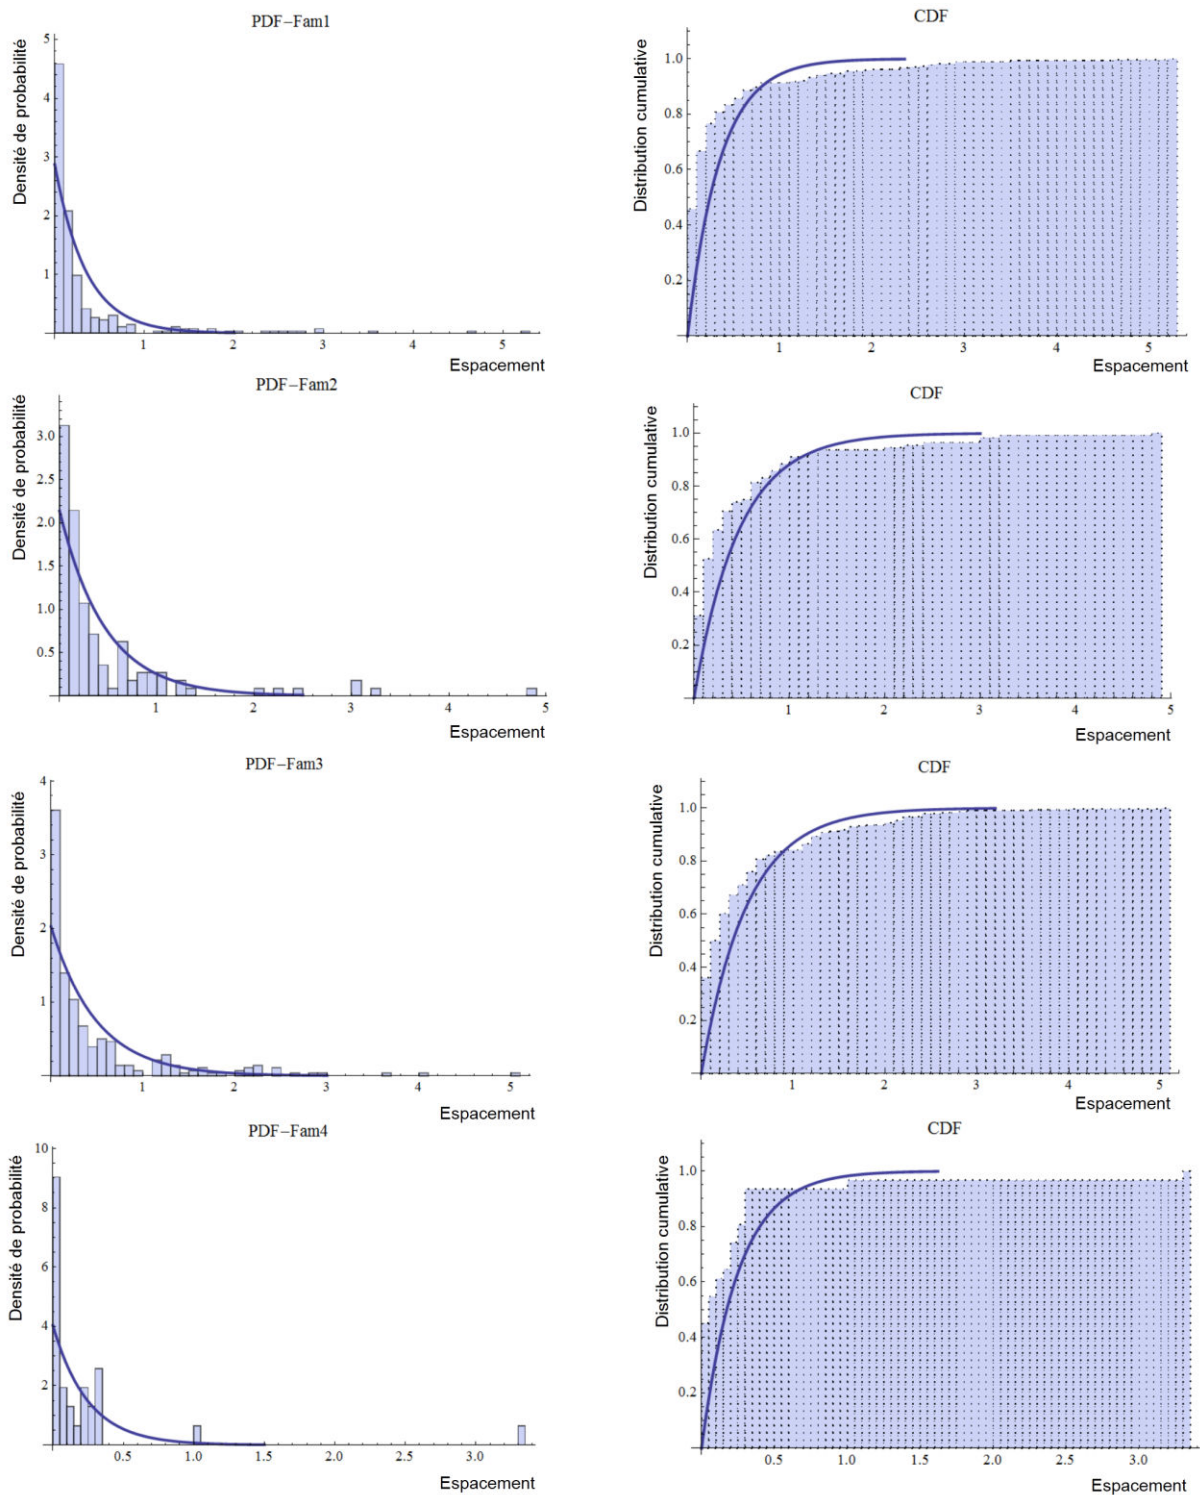 PDF−Fam1
Densité de probabilité
5
4
3
2
1
1 2 3 4 5
Espacement
CDF
Distribution cumulative
1.0
0.8
0.6
0.4
0.2
1 2 3 4 5
Espacement
PDF−Fam2
Densité de probabilité
3.0
2.5
2.0
1.5
1.0
0.5
1 2 3 4 5
Espacement
CDF
Distribution cumulative
1.0
0.8
0.6
0.4
0.2
1 2 3 4 5
Espacement
PDF−Fam3
Densité de probabilité
4
3
2
1
1 2 3 4 5
Espacement
CDF
Distribution cumulative
1.0
0.8
0.6
0.4
0.2
1 2 3 4 5
Espacement
PDF−Fam4
Densité de probabilité
10
8
6
4
2
0.5 1.0 1.5 2.0 2.5 3.0
Espacement
CDF
Distribution cumulative
1.0
0.8
0.6
0.4
0.2
0.5 1.0 1.5 2.0 2.5 3.0
Espacement